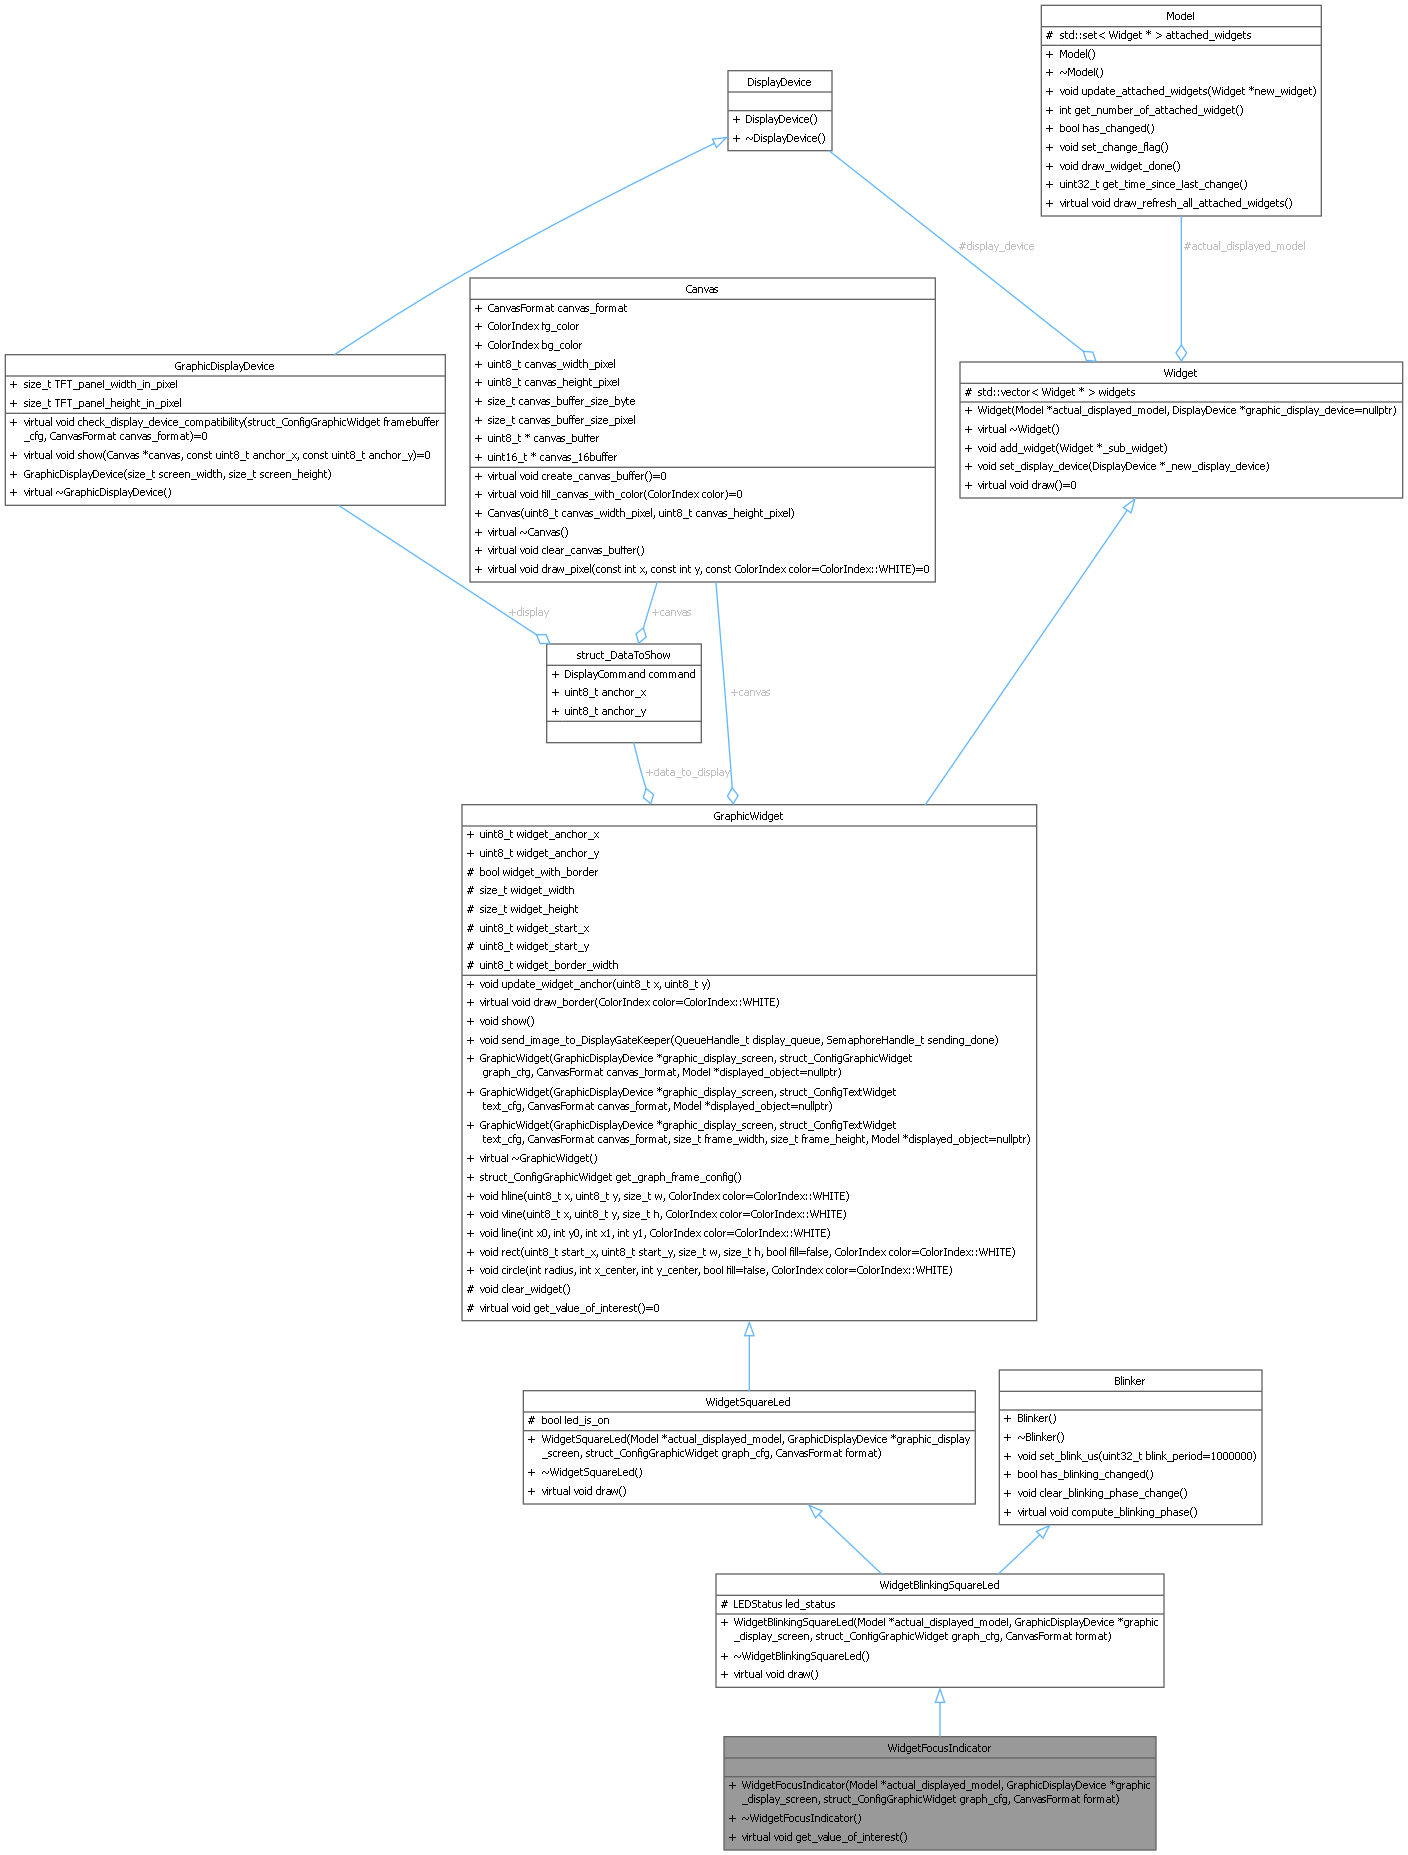 Model
# std::set< Widget * > attached_widgets
+ Model()
+ ~Model()
+ void update_attached_widgets(Widget *new_widget)
+ int get_number_of_attached_widget()
+ bool has_changed()
+ void set_change_flag()
+ void draw_widget_done()
+ uint32_t get_time_since_last_change()
+ virtual void draw_refresh_all_attached_widgets()
DisplayDevice
+ DisplayDevice()
+ ~DisplayDevice()
#display_device
#actual_displayed_model
Canvas
+ CanvasFormat canvas_format
+ ColorIndex fg_color
+ ColorIndex bg_color
+ uint8_t canvas_width_pixel
+ uint8_t canvas_height_pixel
+ size_t canvas_buffer_size_byte
+ size_t canvas_buffer_size_pixel
+ uint8_t * canvas_buffer
+ uint16_t * canvas_16buffer
+ virtual void create_canvas_buffer()=0
+ virtual void fill_canvas_with_color(ColorIndex color)=0
+ Canvas(uint8_t canvas_width_pixel, uint8_t canvas_height_pixel)
+ virtual ~Canvas()
+ virtual void clear_canvas_buffer()
+ virtual void draw_pixel(const int x, const int y, const ColorIndex color=ColorIndex::WHITE)=0
GraphicDisplayDevice
+ size_t TFT_panel_width_in_pixel
+ size_t TFT_panel_height_in_pixel
+ virtual void check_display_device_compatibility(struct_ConfigGraphicWidget framebuffer
_cfg, CanvasFormat canvas_format)=0
+ virtual void show(Canvas *canvas, const uint8_t anchor_x, const uint8_t anchor_y)=0
+ GraphicDisplayDevice(size_t screen_width, size_t screen_height)
+ virtual ~GraphicDisplayDevice()
Widget
# std::vector< Widget * > widgets
+ Widget(Model *actual_displayed_model, DisplayDevice *graphic_display_device=nullptr)
+ virtual ~Widget()
+ void add_widget(Widget *_sub_widget)
+ void set_display_device(DisplayDevice *_new_display_device)
+ virtual void draw()=0
+display
+canvas
struct_DataToShow
+ DisplayCommand command
+ uint8_t anchor_x
+ uint8_t anchor_y
+canvas
+data_to_display
GraphicWidget
+ uint8_t widget_anchor_x
+ uint8_t widget_anchor_y
# bool widget_with_border
# size_t widget_width
# size_t widget_height
# uint8_t widget_start_x
# uint8_t widget_start_y
# uint8_t widget_border_width
+ void update_widget_anchor(uint8_t x, uint8_t y)
+ virtual void draw_border(ColorIndex color=ColorIndex::WHITE)
+ void show()
+ void send_image_to_DisplayGateKeeper(QueueHandle_t display_queue, SemaphoreHandle_t sending_done)
+ GraphicWidget(GraphicDisplayDevice *graphic_display_screen, struct_ConfigGraphicWidget
graph_cfg, CanvasFormat canvas_format, Model *displayed_object=nullptr)
+ GraphicWidget(GraphicDisplayDevice *graphic_display_screen, struct_ConfigTextWidget
text_cfg, CanvasFormat canvas_format, Model *displayed_object=nullptr)
+ GraphicWidget(GraphicDisplayDevice *graphic_display_screen, struct_ConfigTextWidget
text_cfg, CanvasFormat canvas_format, size_t frame_width, size_t frame_height, Model *displayed_object=nullptr)
+ virtual ~GraphicWidget()
+ struct_ConfigGraphicWidget get_graph_frame_config()
+ void hline(uint8_t x, uint8_t y, size_t w, ColorIndex color=ColorIndex::WHITE)
+ void vline(uint8_t x, uint8_t y, size_t h, ColorIndex color=ColorIndex::WHITE)
+ void line(int x0, int y0, int x1, int y1, ColorIndex color=ColorIndex::WHITE)
+ void rect(uint8_t start_x, uint8_t start_y, size_t w, size_t h, bool fill=false, ColorIndex color=ColorIndex::WHITE)
+ void circle(int radius, int x_center, int y_center, bool fill=false, ColorIndex color=ColorIndex::WHITE)
# void clear_widget()
# virtual void get_value_of_interest()=0
WidgetSquareLed
# bool led_is_on
+ WidgetSquareLed(Model *actual_displayed_model, GraphicDisplayDevice *graphic_display
_screen, struct_ConfigGraphicWidget graph_cfg, CanvasFormat format)
+ ~WidgetSquareLed()
+ virtual void draw()
Blinker
+ Blinker()
+ ~Blinker()
+ void set_blink_us(uint32_t blink_period=1000000)
+ bool has_blinking_changed()
+ void clear_blinking_phase_change()
+ virtual void compute_blinking_phase()
WidgetBlinkingSquareLed
# LEDStatus led_status
+ WidgetBlinkingSquareLed(Model *actual_displayed_model, GraphicDisplayDevice *graphic
_display_screen, struct_ConfigGraphicWidget graph_cfg, CanvasFormat format)
+ ~WidgetBlinkingSquareLed()
+ virtual void draw()
WidgetFocusIndicator
+ WidgetFocusIndicator(Model *actual_displayed_model, GraphicDisplayDevice *graphic
_display_screen, struct_ConfigGraphicWidget graph_cfg, CanvasFormat format)
+ ~WidgetFocusIndicator()
+ virtual void get_value_of_interest()